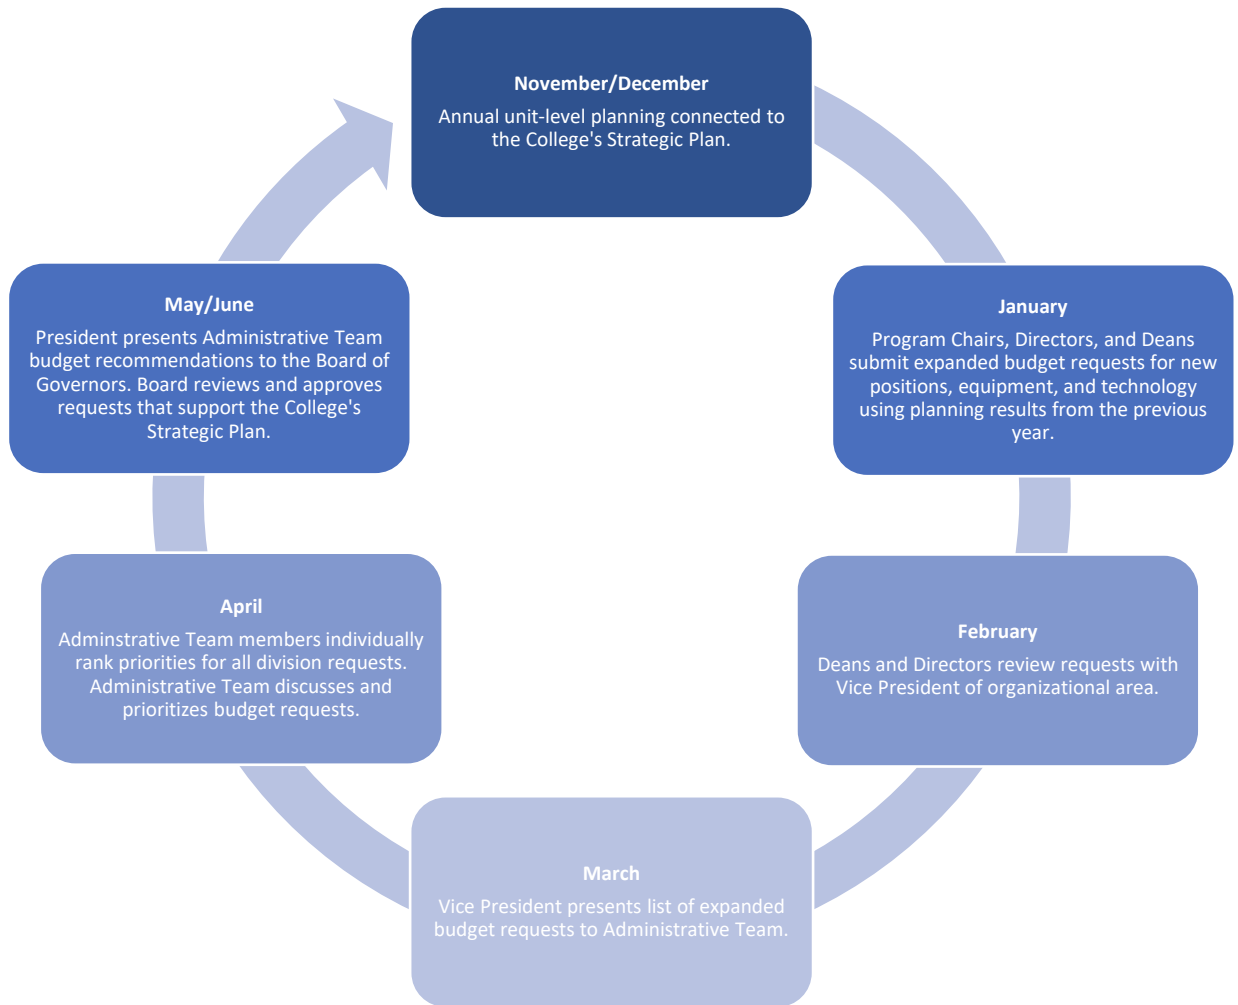 November/December
Annual unit-level planning connected to
the College's Strategic Plan.
January
Program Chairs, Directors, and Deans
submit expanded budget requests for new
positions, equipment, and technology
using planning results from the previous
year.
February
Deans and Directors review requests with
Vice President of organizational area.
March
Vice President presents list of expanded
budget requests to Administrative Team.
April
Adminstrative Team members individually
rank priorities for all division requests.
Administrative Team discusses and
prioritizes budget requests.
May/June
President presents Administrative Team
budget recommendations to the Board of
Governors. Board reviews and approves
requests that support the College's
Strategic Plan.